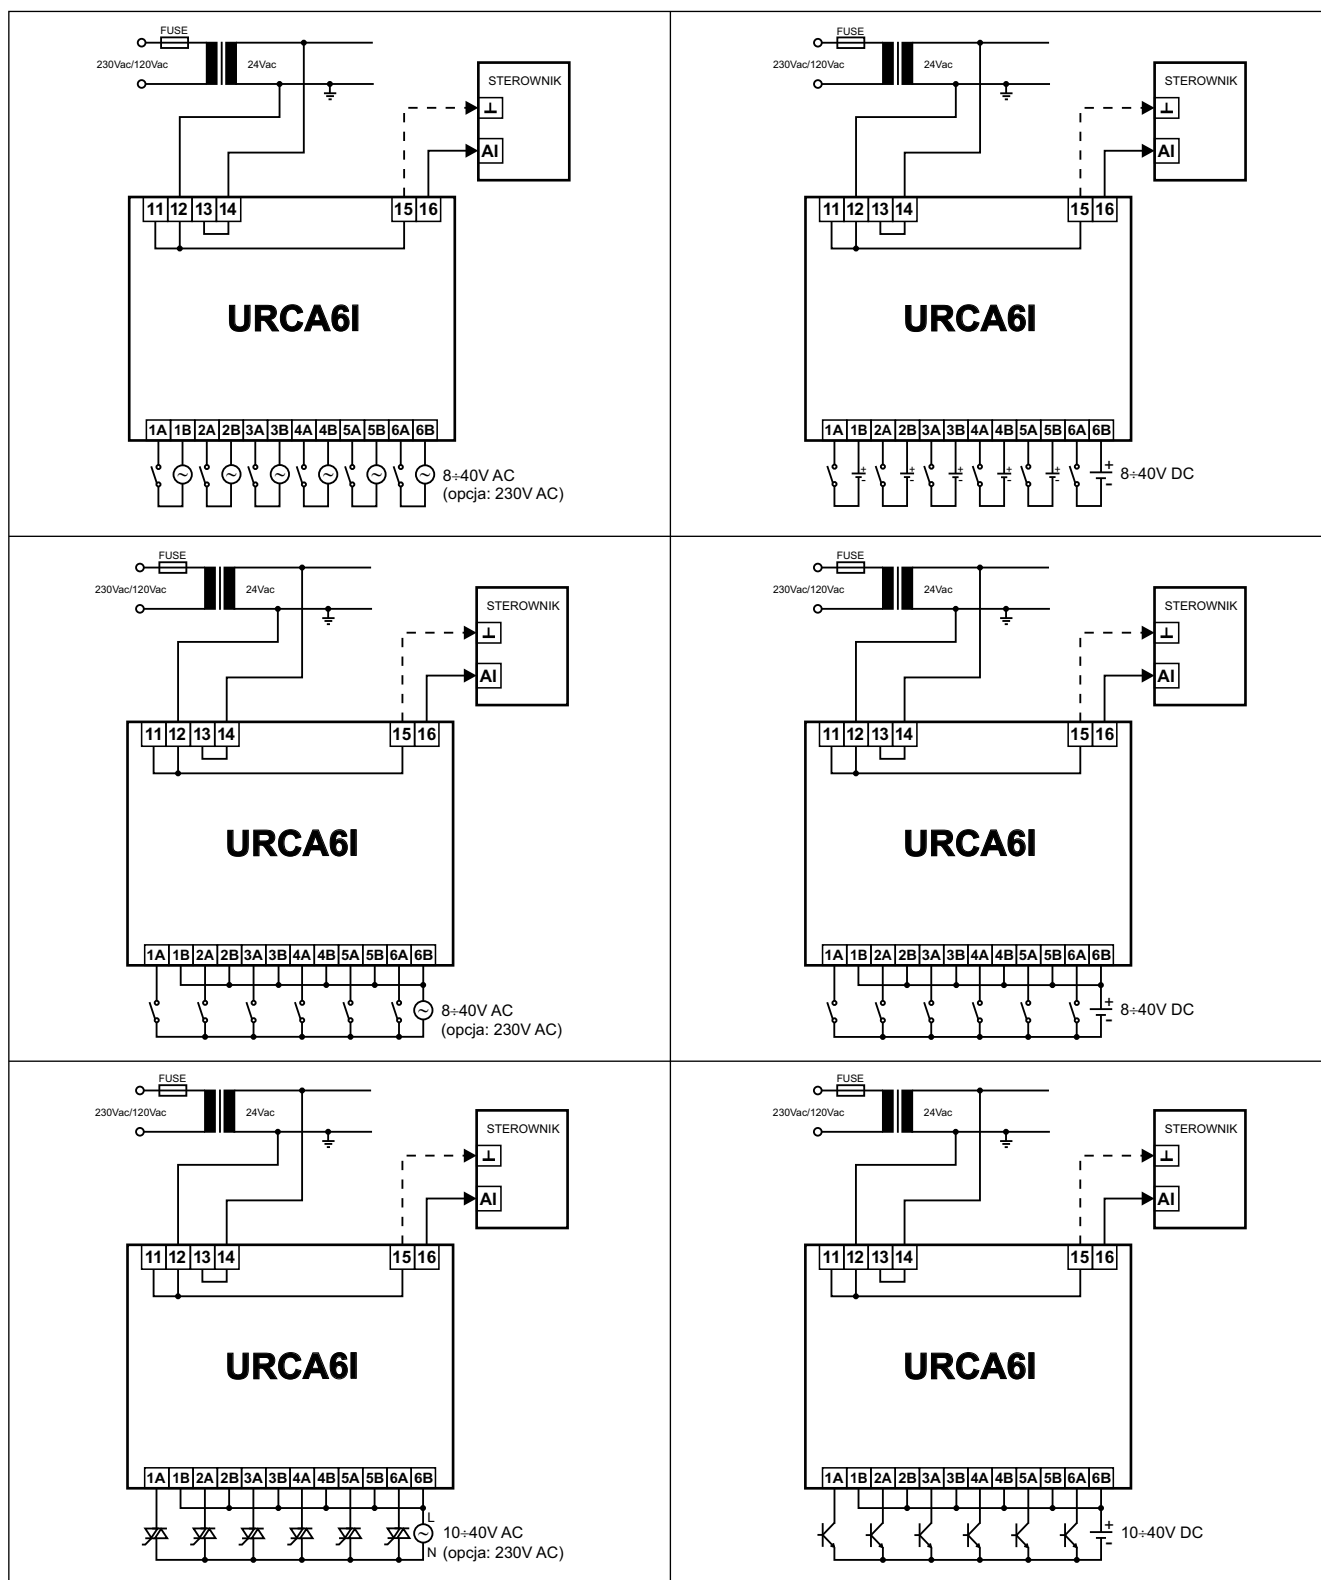 FUSE
230Vac/120Vac
24Vac
STEROWNIK
⊥
AI
11 12 13 14 15 16
URCA6I
1A 1B 2A 2B 3A 3B 4A 4B 5A 5B 6A 6B
8÷40V AC
(opcja: 230V AC)
FUSE
230Vac/120Vac
24Vac
STEROWNIK
⊥
AI
11 12 13 14 15 16
URCA6I
1A 1B 2A 2B 3A 3B 4A 4B 5A 5B 6A 6B
+ + + + + +
- - - - - -
8÷40V DC
FUSE
230Vac/120Vac
24Vac
STEROWNIK
⊥
AI
11 12 13 14 15 16
URCA6I
1A 1B 2A 2B 3A 3B 4A 4B 5A 5B 6A 6B
8÷40V AC
(opcja: 230V AC)
FUSE
230Vac/120Vac
24Vac
STEROWNIK
⊥
AI
11 12 13 14 15 16
URCA6I
1A 1B 2A 2B 3A 3B 4A 4B 5A 5B 6A 6B
+
-
8÷40V DC
FUSE
230Vac/120Vac
24Vac
STEROWNIK
⊥
AI
11 12 13 14 15 16
URCA6I
1A 1B 2A 2B 3A 3B 4A 4B 5A 5B 6A 6B
L
10÷40V AC
N (opcja: 230V AC)
FUSE
230Vac/120Vac
24Vac
STEROWNIK
⊥
AI
11 12 13 14 15 16
URCA6I
1A 1B 2A 2B 3A 3B 4A 4B 5A 5B 6A 6B
+
-
10÷40V DC